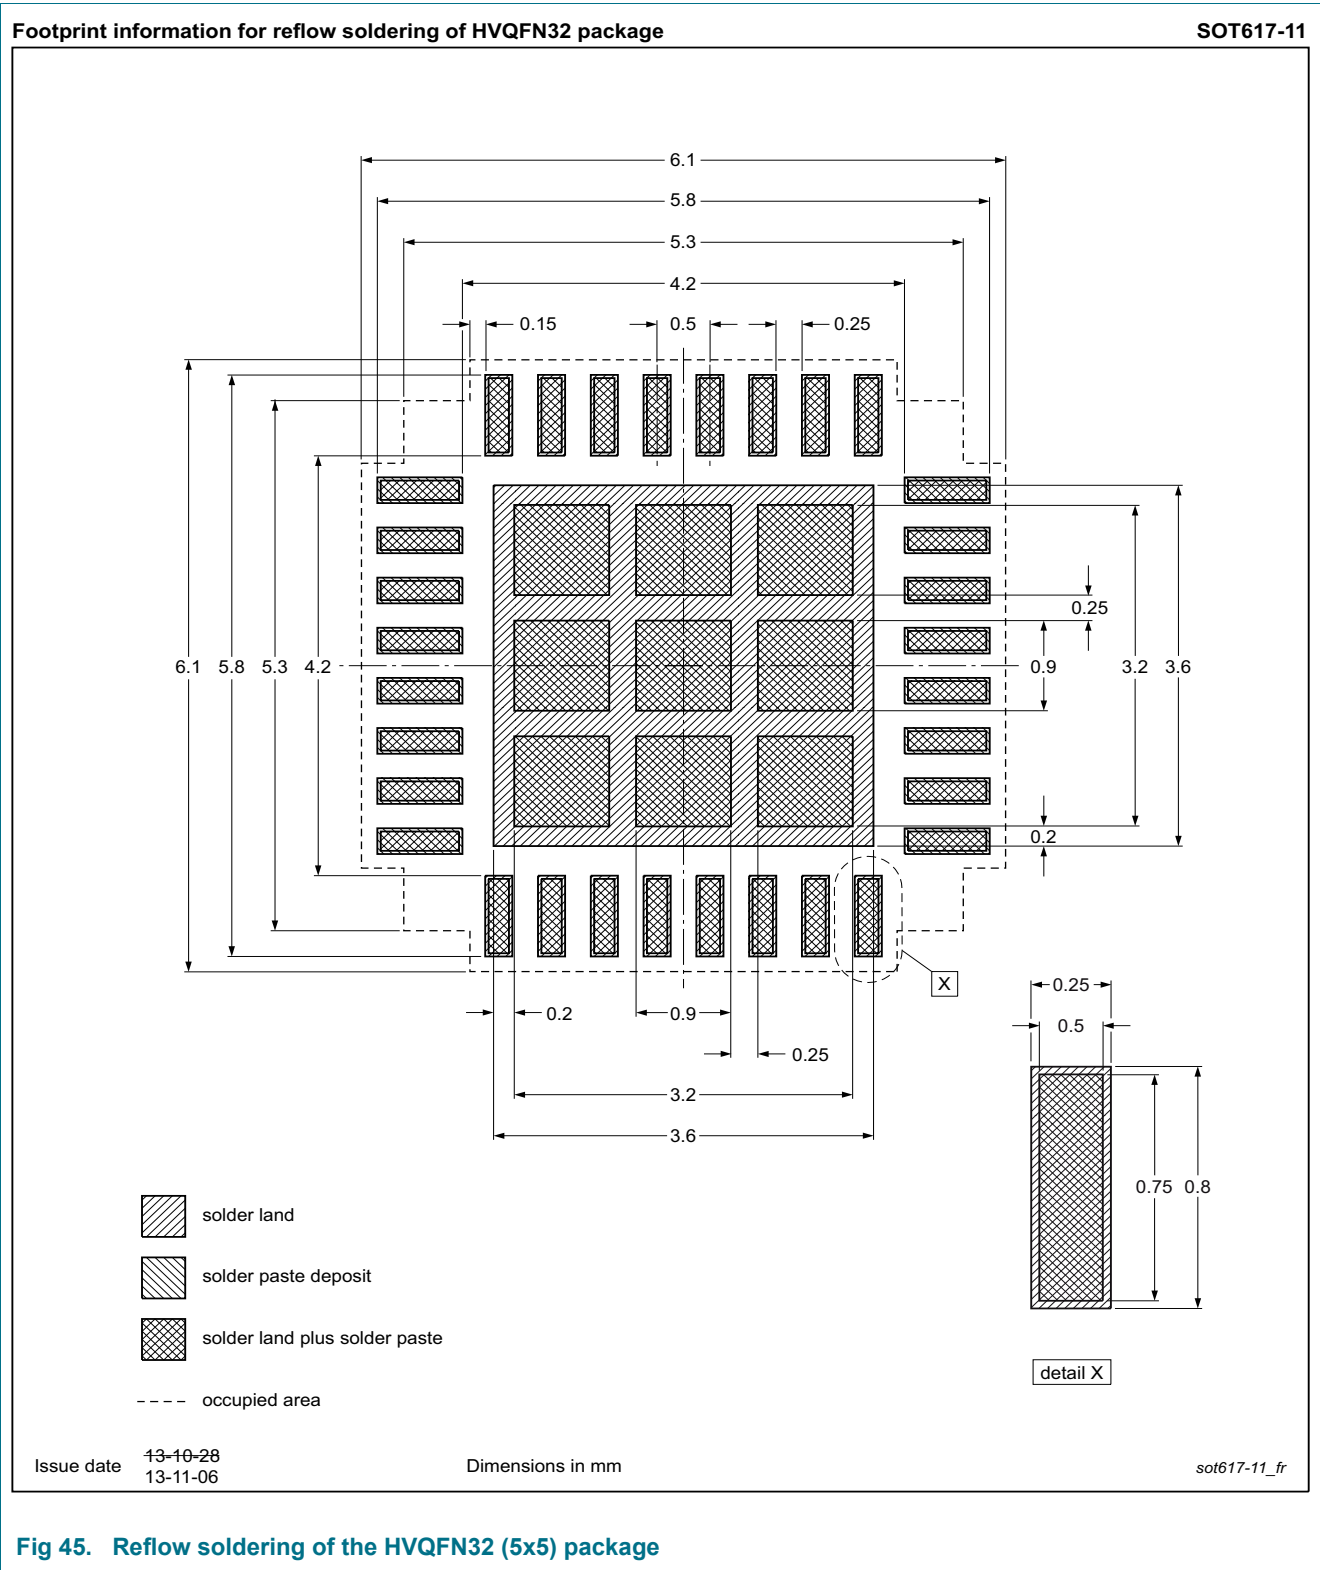 Footprint information for reflow soldering of HVQFN32 package SOT617-11
6.1
5.8
5.3
4.2
0.15 0.5 0.25
0.25
6.1 5.8 5.3 4.2 0.9 3.2 3.6
0.2
X
0.2 0.9
0.25
3.2
3.6
0.25
0.5
0.75 0.8
detail X
solder land
solder paste deposit
solder land plus solder paste
occupied area
Issue date 13-10-28
13-11-06
Dimensions in mm
sot617-11_fr
Fig 45. Reflow soldering of the HVQFN32 (5x5) package